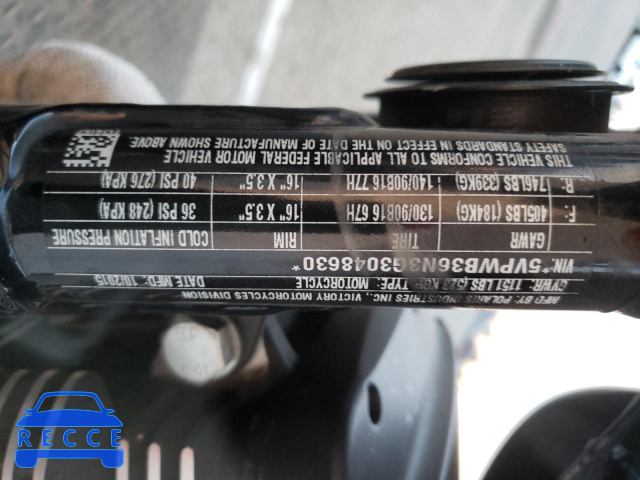 MFD. BY: POLARIS INDUSTRIES INC., VICTORY MOTORCYCLES DIVISION
GVWR: 1151 LBS (523 KG) TYPE: MOTORCYCLE DATE MFD: 10/2015
VIN: *5VPWB36N3G3048630*
GAWR TIRE RIM COLD INFLATION PRESSURE
F: 405LBS (184KG) 130/90B16 67H 16" X 3.5" 36 PSI (248 KPA)
R: 746LBS (339KG) 140/90B16 77H 16" X 3.5" 40 PSI (276 KPA)
THIS VEHICLE CONFORMS TO ALL APPLICABLE FEDERAL MOTOR VEHICLE
SAFETY STANDARDS IN EFFECT ON THE DATE OF MANUFACTURE SHOWN ABOVE
RECCE